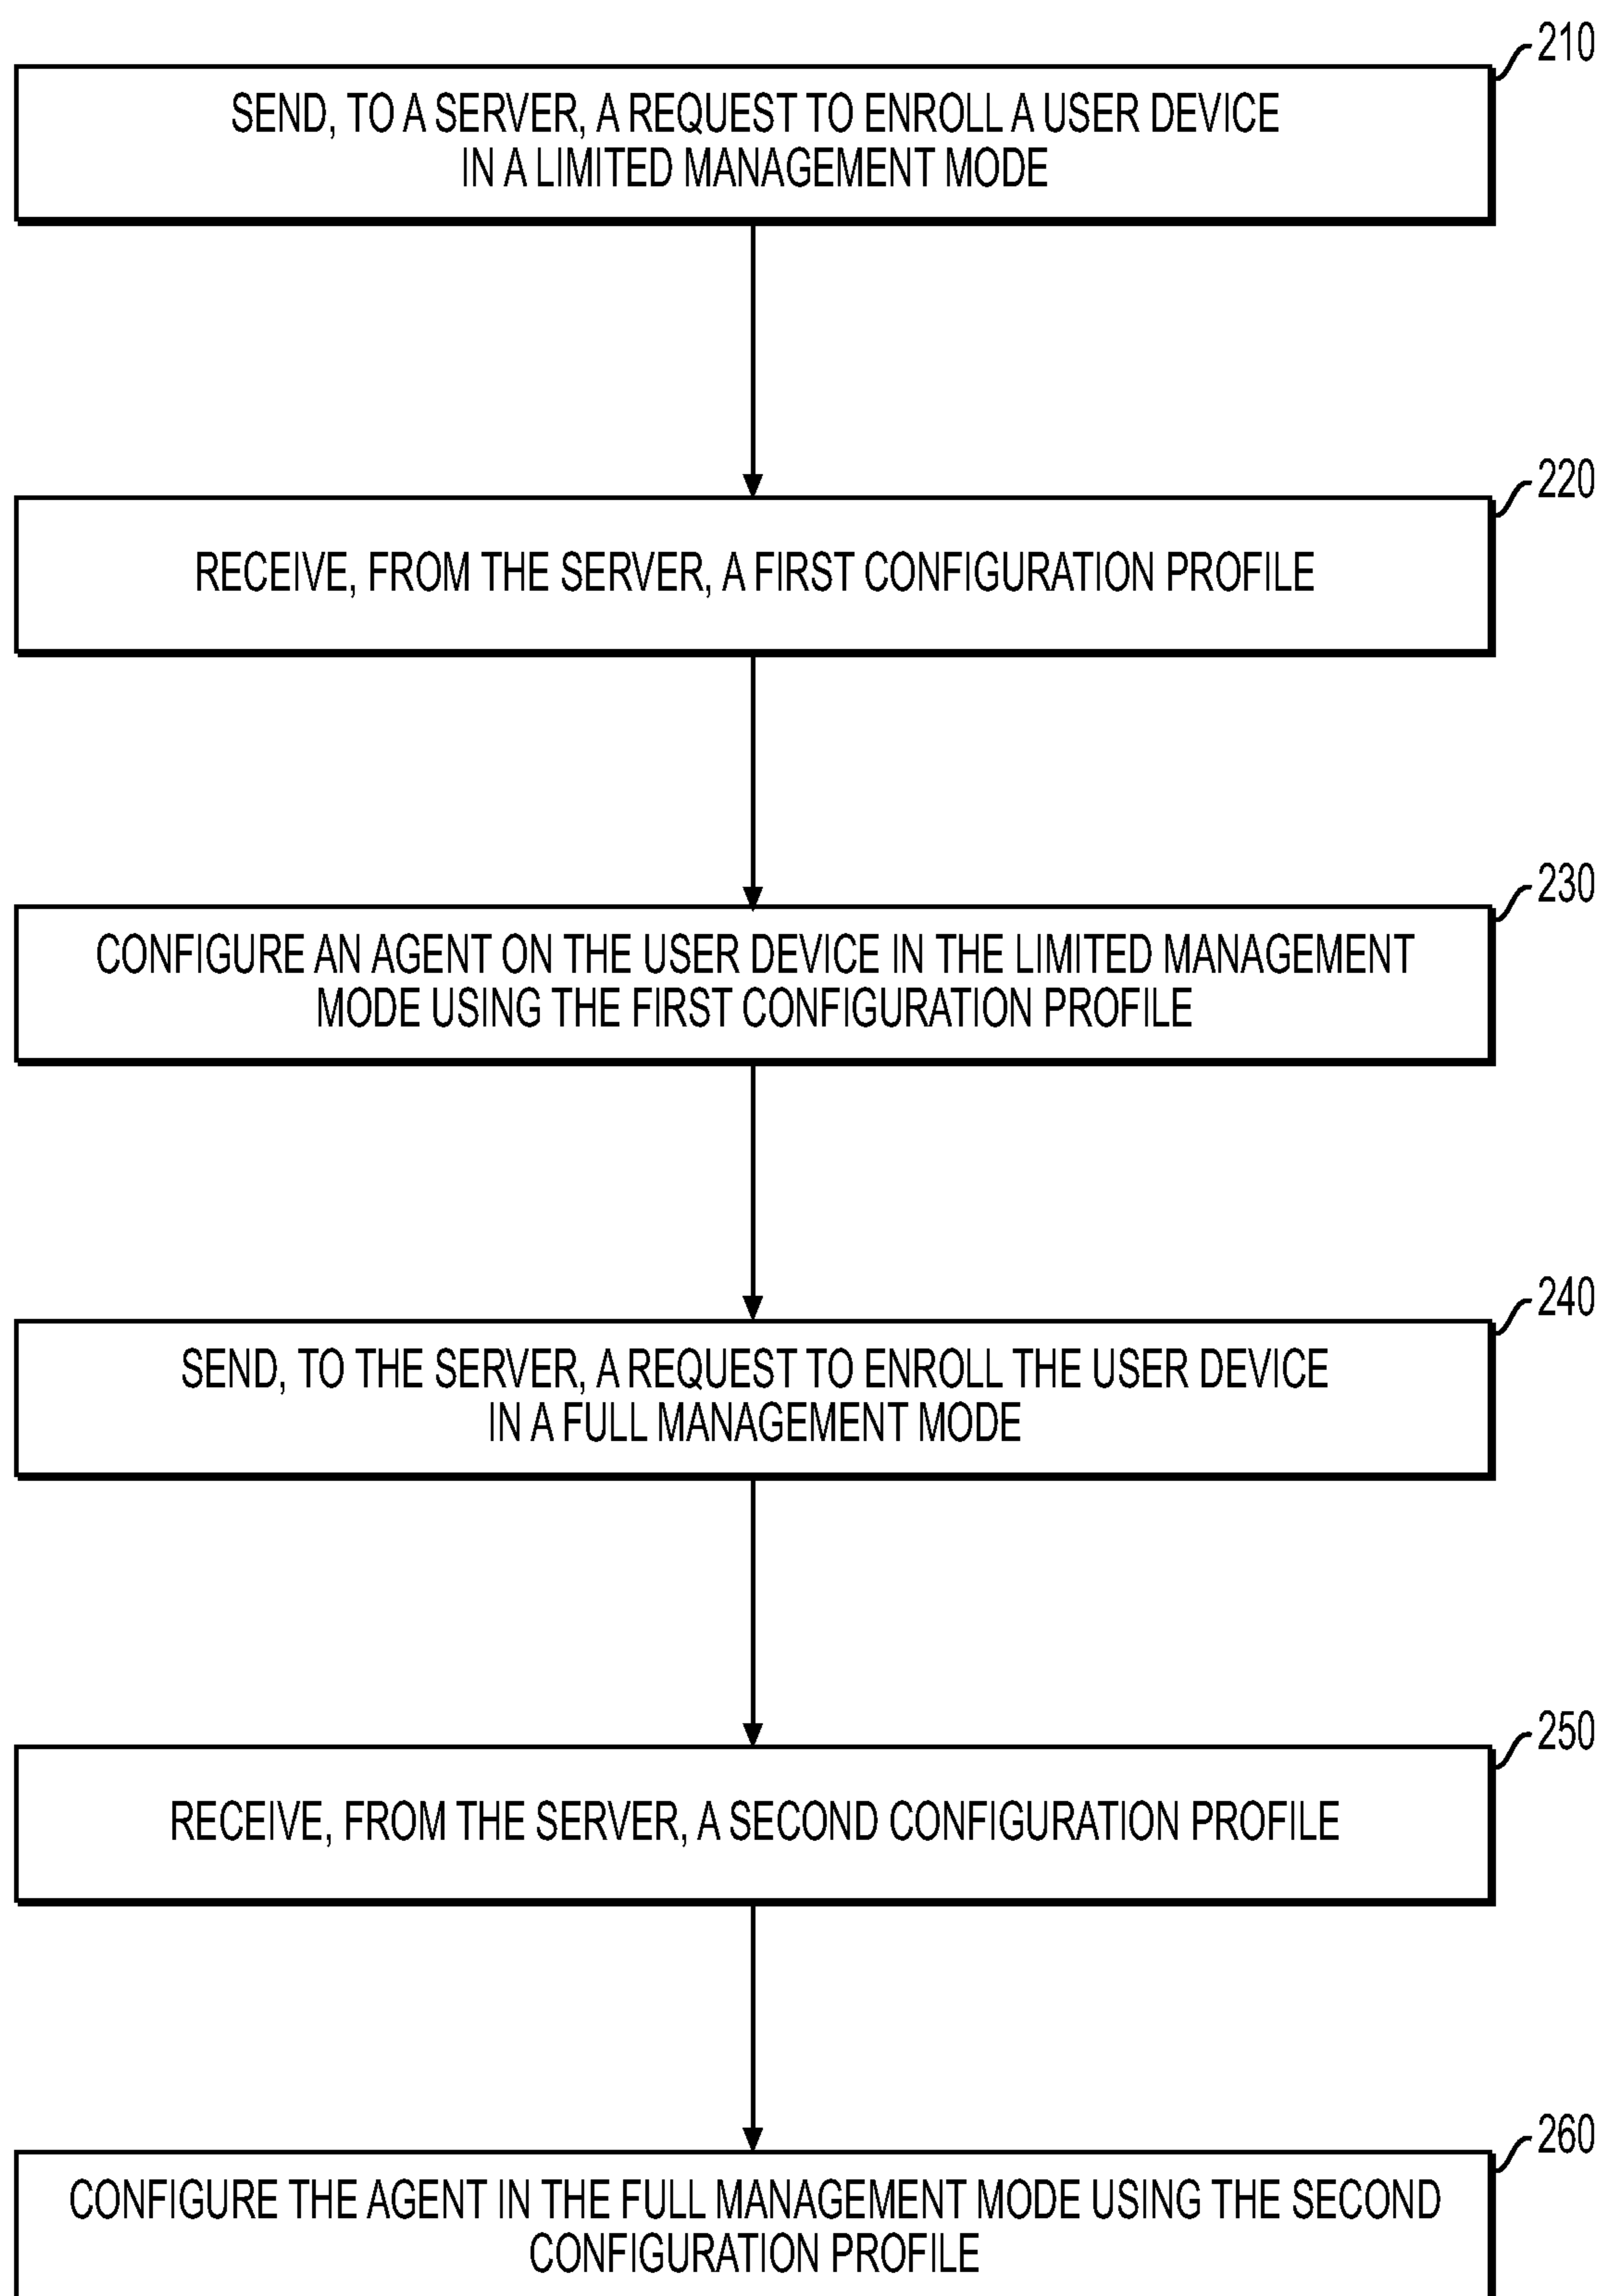 210
SEND, TO A SERVER, A REQUEST TO ENROLL A USER DEVICE
IN A LIMITED MANAGEMENT MODE
220
RECEIVE, FROM THE SERVER, A FIRST CONFIGURATION PROFILE
230
CONFIGURE AN AGENT ON THE USER DEVICE IN THE LIMITED MANAGEMENT
MODE USING THE FIRST CONFIGURATION PROFILE
240
SEND, TO THE SERVER, A REQUEST TO ENROLL THE USER DEVICE
IN A FULL MANAGEMENT MODE
250
RECEIVE, FROM THE SERVER, A SECOND CONFIGURATION PROFILE
260
CONFIGURE THE AGENT IN THE FULL MANAGEMENT MODE USING THE SECOND
CONFIGURATION PROFILE